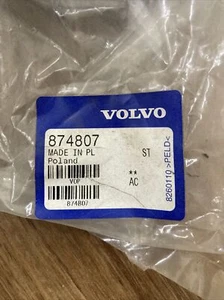 VOLVO
874807
MADE IN PL ST
Poland
**
VOP AC
874807
8260110 >PELD<